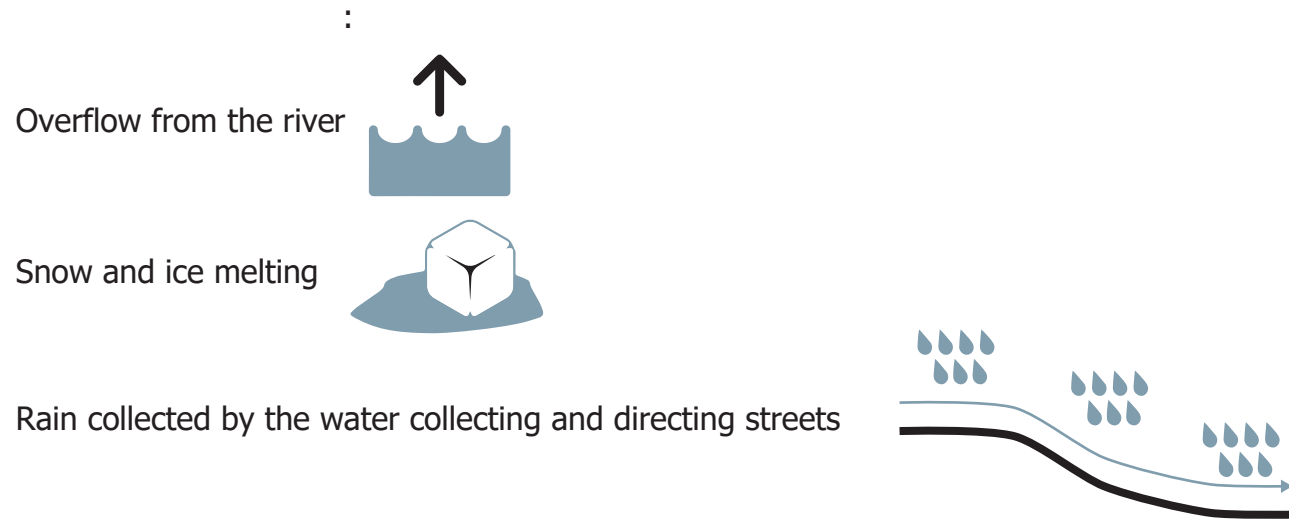 :
Overflow from the river
Snow and ice melting
Rain collected by the water collecting and directing streets